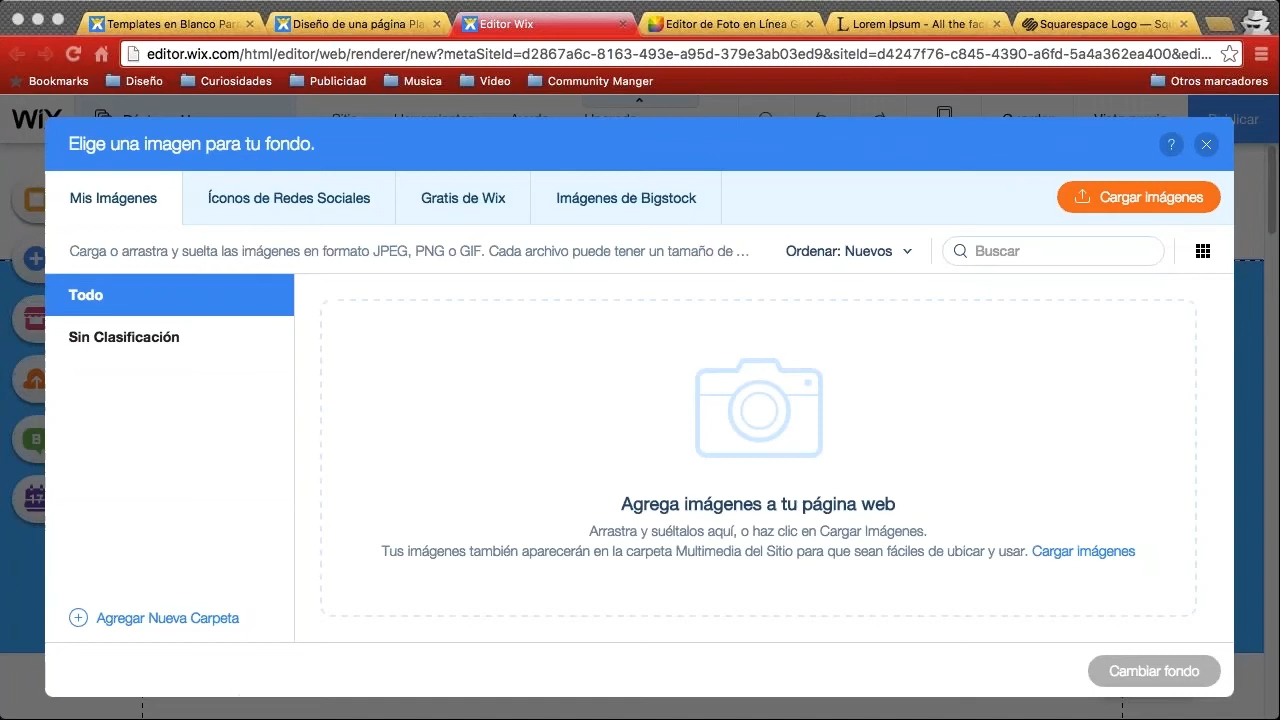 Templates en Blanco Par
Diseño de una página Pla
Editor Wix
Editor de Foto en Línea G
Lorem Ipsum - All the fac
Squarespace Logo — Squ
editor.wix.com/html/editor/web/renderer/new?metaSiteId=d2867a6c-8163-493e-a95d-3793ab03ed9&siteId=d4247f76-c845-4390-a6fd-5a4a362ea400&edi...
Bookmarks
Diseño
Curiosidades
Publicidad
Musica
Video
Community Manger
Otros marcadores
WiX
Publicar
Elige una imagen para tu fondo.
?
Mis Imágenes
Íconos de Redes Sociales
Gratis de Wix
Imágenes de Bigstock
Cargar imágenes
Carga o arrastra y suelta las imágenes en formato JPEG, PNG o GIF. Cada archivo puede tener un tamaño de ...
Ordenar: Nuevos
Buscar
Todo
Sin Clasificación
17
Agrega imágenes a tu página web
Arrastra y suéltalos aquí, o haz clic en Cargar Imágenes.
Tus imágenes también aparecerán en la carpeta Multimedia del Sitio para que sean fáciles de ubicar y usar. Cargar imágenes
Agregar Nueva Carpeta
Cambiar fondo